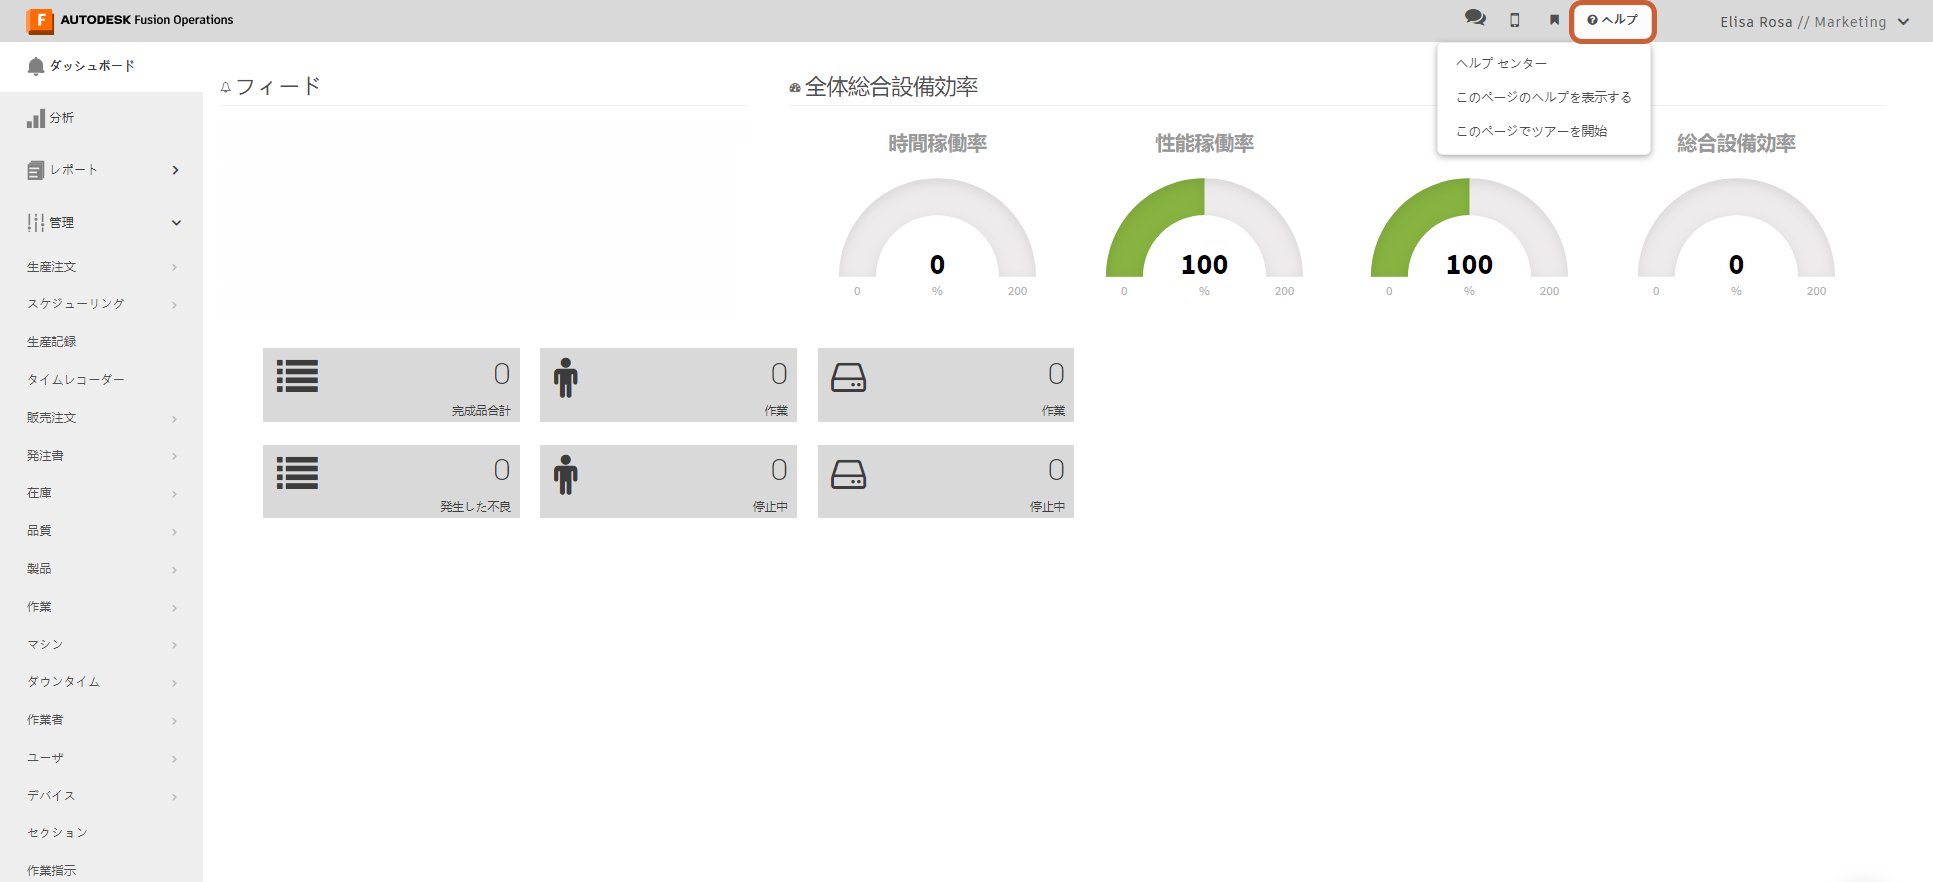 AUTODESK Fusion Operations
ヘルプ
Elisa Rosa // Marketing
ヘルプ センター
このページのヘルプを表示する
このページでツアーを開始
ダッシュボード
分析
レポート
管理
生産注文
スケジューリング
生産記録
タイムレコーダー
販売注文
発注書
在庫
品質
製品
作業
マシン
ダウンタイム
作業者
ユーザ
デバイス
セクション
作業指示
フィード
全体総合設備効率
時間稼働率
性能稼働率
総合設備効率
0
100
100
0
0 % 200
0 % 200
0 % 200
0 % 200
0
完成品合計
0
作業
0
作業
0
発生した不良
0
停止中
0
停止中